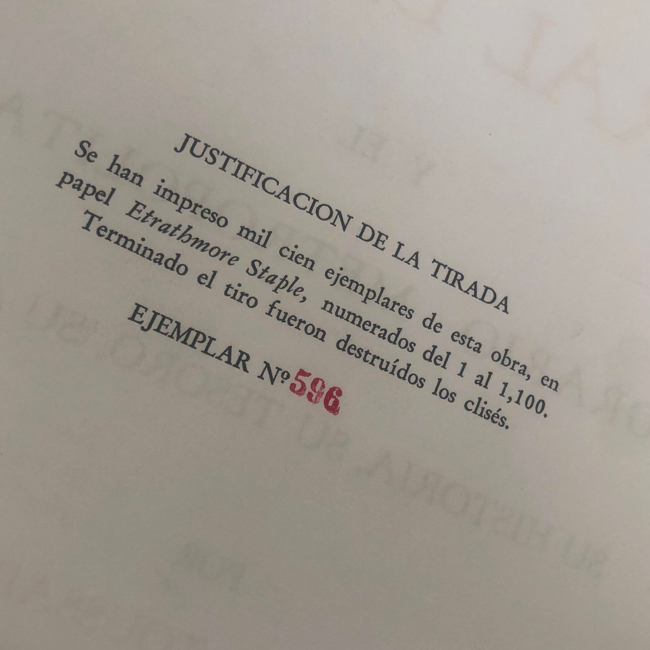 JUSTIFICACION DE LA TIRADA
Se han impreso mil cien ejemplares de esta obra, en
papel Etrathmore Staple, numerados del 1 al 1,100.
Terminado el tiro fueron destruídos los clisés.
EJEMPLAR Nº 596